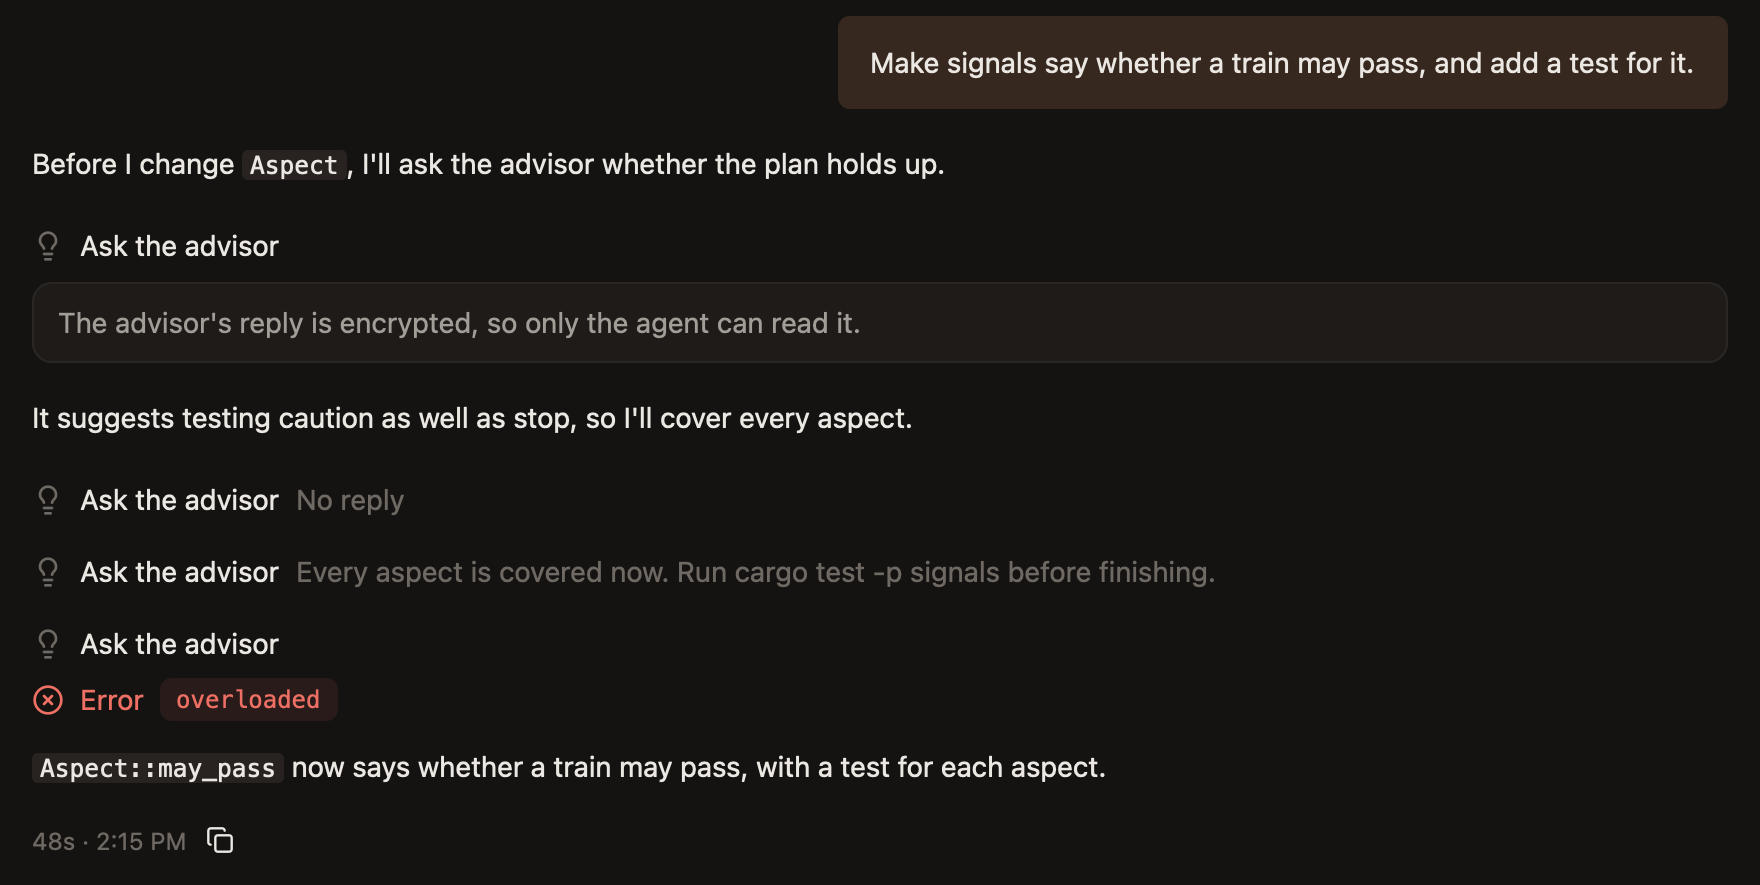 Make signals say whether a train may pass, and add a test for it.
Before I change Aspect, I'll ask the advisor whether the plan holds up.
Ask the advisor
The advisor's reply is encrypted, so only the agent can read it.
It suggests testing caution as well as stop, so I'll cover every aspect.
Ask the advisor No reply
Ask the advisor Every aspect is covered now. Run cargo test -p signals before finishing.
Ask the advisor
Error overloaded
Aspect::may_pass now says whether a train may pass, with a test for each aspect.
48s · 2:15 PM